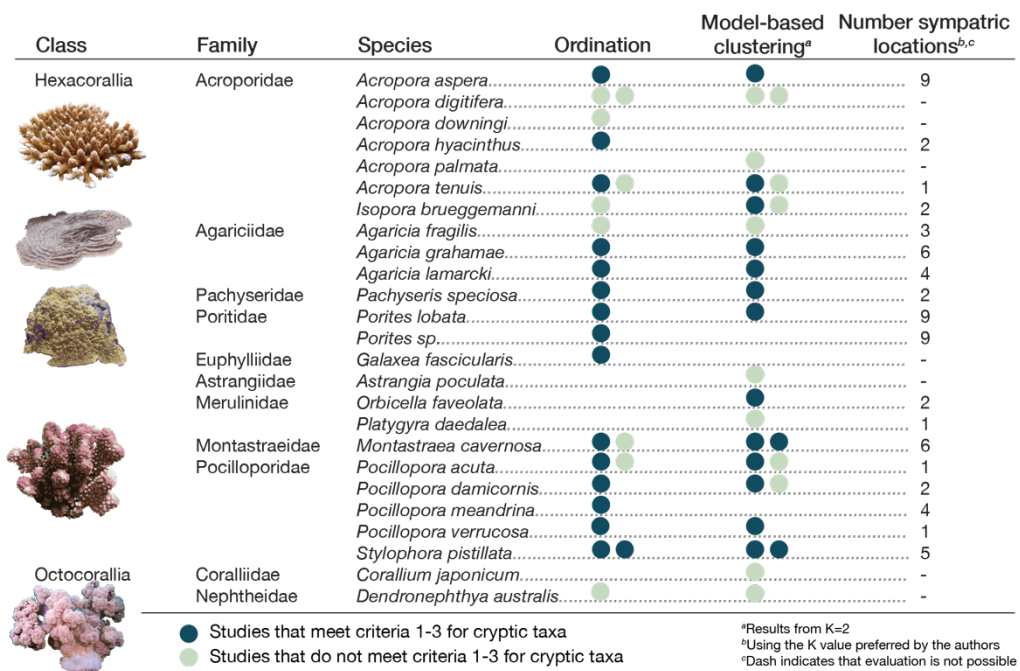 Class Family Species Ordination Model-based clustering^a Number sympatric locations^b,c
Hexacorallia Acroporidae Acropora aspera 9
Acropora digitifera -
Acropora downingi -
Acropora hyacinthus 2
Acropora palmata -
Acropora tenuis 1
Isopora brueggemanni 2
Agariciidae Agaricia fragilis 3
Agaricia grahamae 6
Agaricia lamarcki 4
Pachyseridae Pachyseris speciosa 2
Poritidae Porites lobata 9
Porites sp. 9
Euphylliidae Galaxea fascicularis -
Astrangiidae Astrangia poculata -
Merulinidae Orbicella faveolata 2
Platygyra daedalea 1
Montastraeidae Montastraea cavernosa 6
Pocilloporidae Pocillopora acuta 1
Pocillopora damicornis 2
Pocillopora meandrina 4
Pocillopora verrucosa 1
Stylophora pistillata 5
Octocorallia Coralliidae Corallium japonicum -
Nephtheidae Dendronephthya australis -
Studies that meet criteria 1-3 for cryptic taxa
Studies that do not meet criteria 1-3 for cryptic taxa
^aResults from K=2
^bUsing the K value preferred by the authors
^cDash indicates that evaluation is not possible